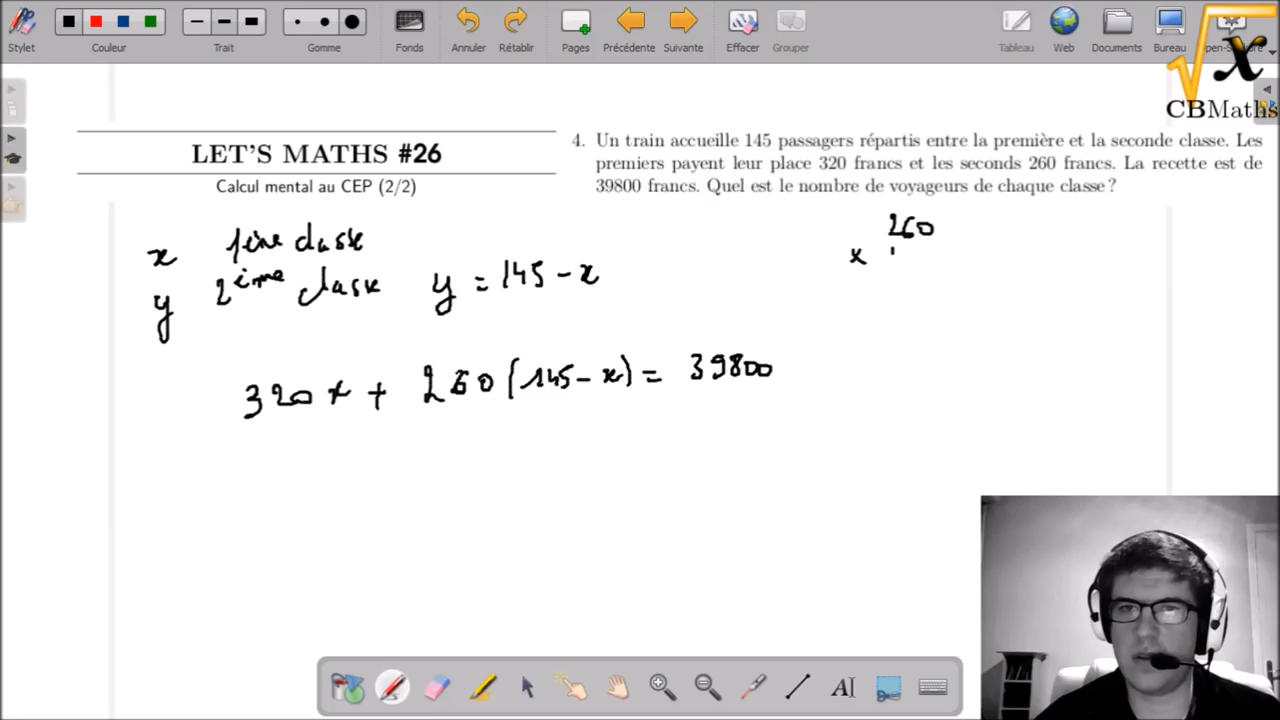 Stylet
Couleur
Trait
Gomme
Fonds
Annuler
Rétablir
Pages
Précédente
Suivante
Effacer
Grouper
Tableau
Web
Documents
Bureau
√x
CBMaths
LET'S MATHS #26
Calcul mental au CEP (2/2)
4. Un train accueille 145 passagers répartis entre la première et la seconde classe. Les
premiers payent leur place 320 francs et les seconds 260 francs. La recette est de
39800 francs. Quel est le nombre de voyageurs de chaque classe ?
x 1ère classe
y 2ième classe y = 145 - x
260
x
320x + 260(145 - x) = 39800
AI